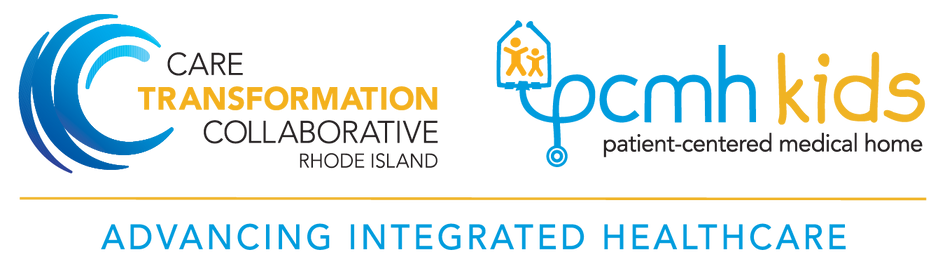 CARE
TRANSFORMATION
COLLABORATIVE
RHODE ISLAND
pcmh kids
patient-centered medical home
ADVANCING INTEGRATED HEALTHCARE